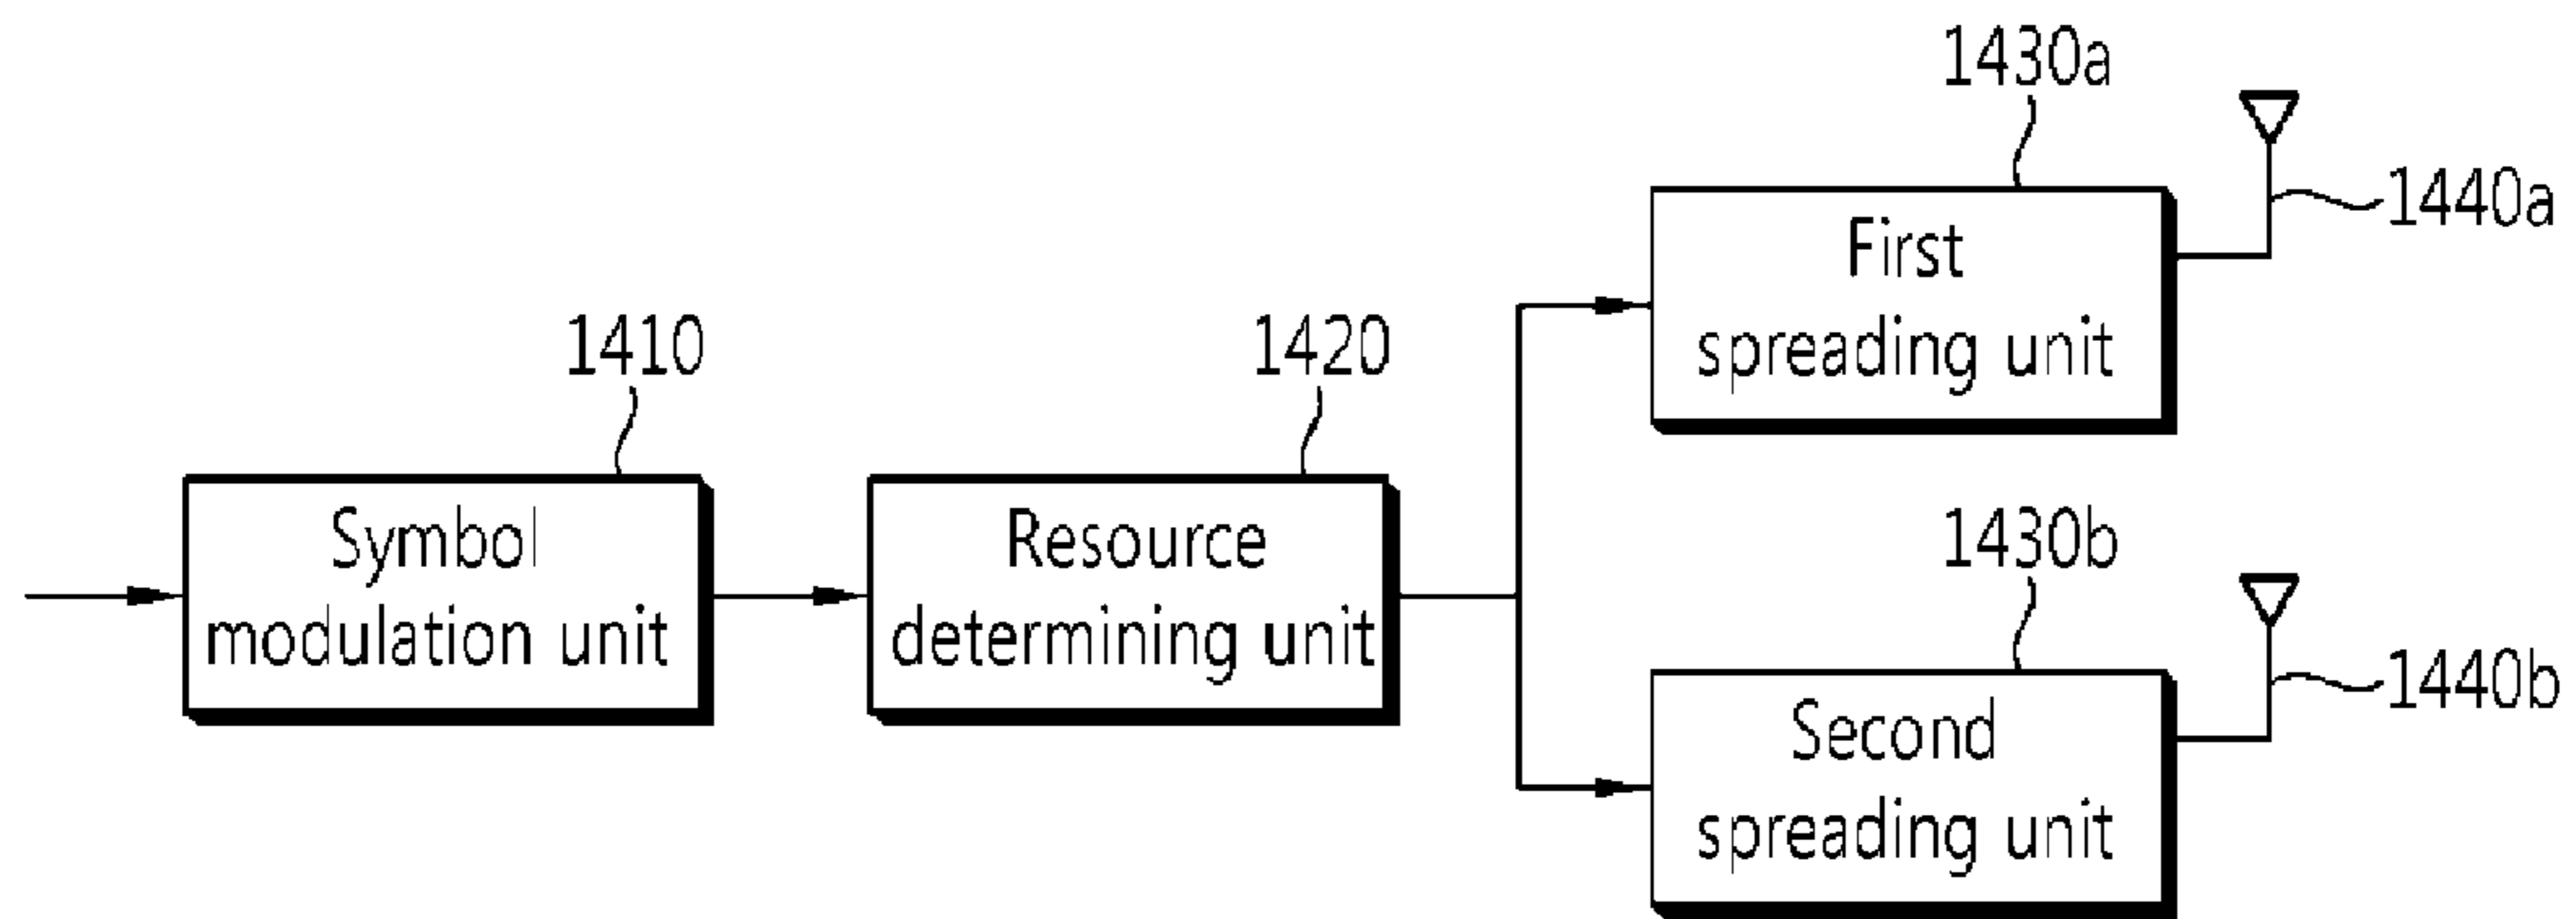 1430a
1440a
First
spreading unit
1410
1420
Symbol
modulation unit
Resource
determining unit
1430b
1440b
Second
spreading unit